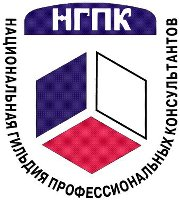 НГПК
НАЦИОНАЛЬНАЯ ГИЛЬДИЯ ПРОФЕССИОНАЛЬНЫХ КОНСУЛЬТАНТОВ